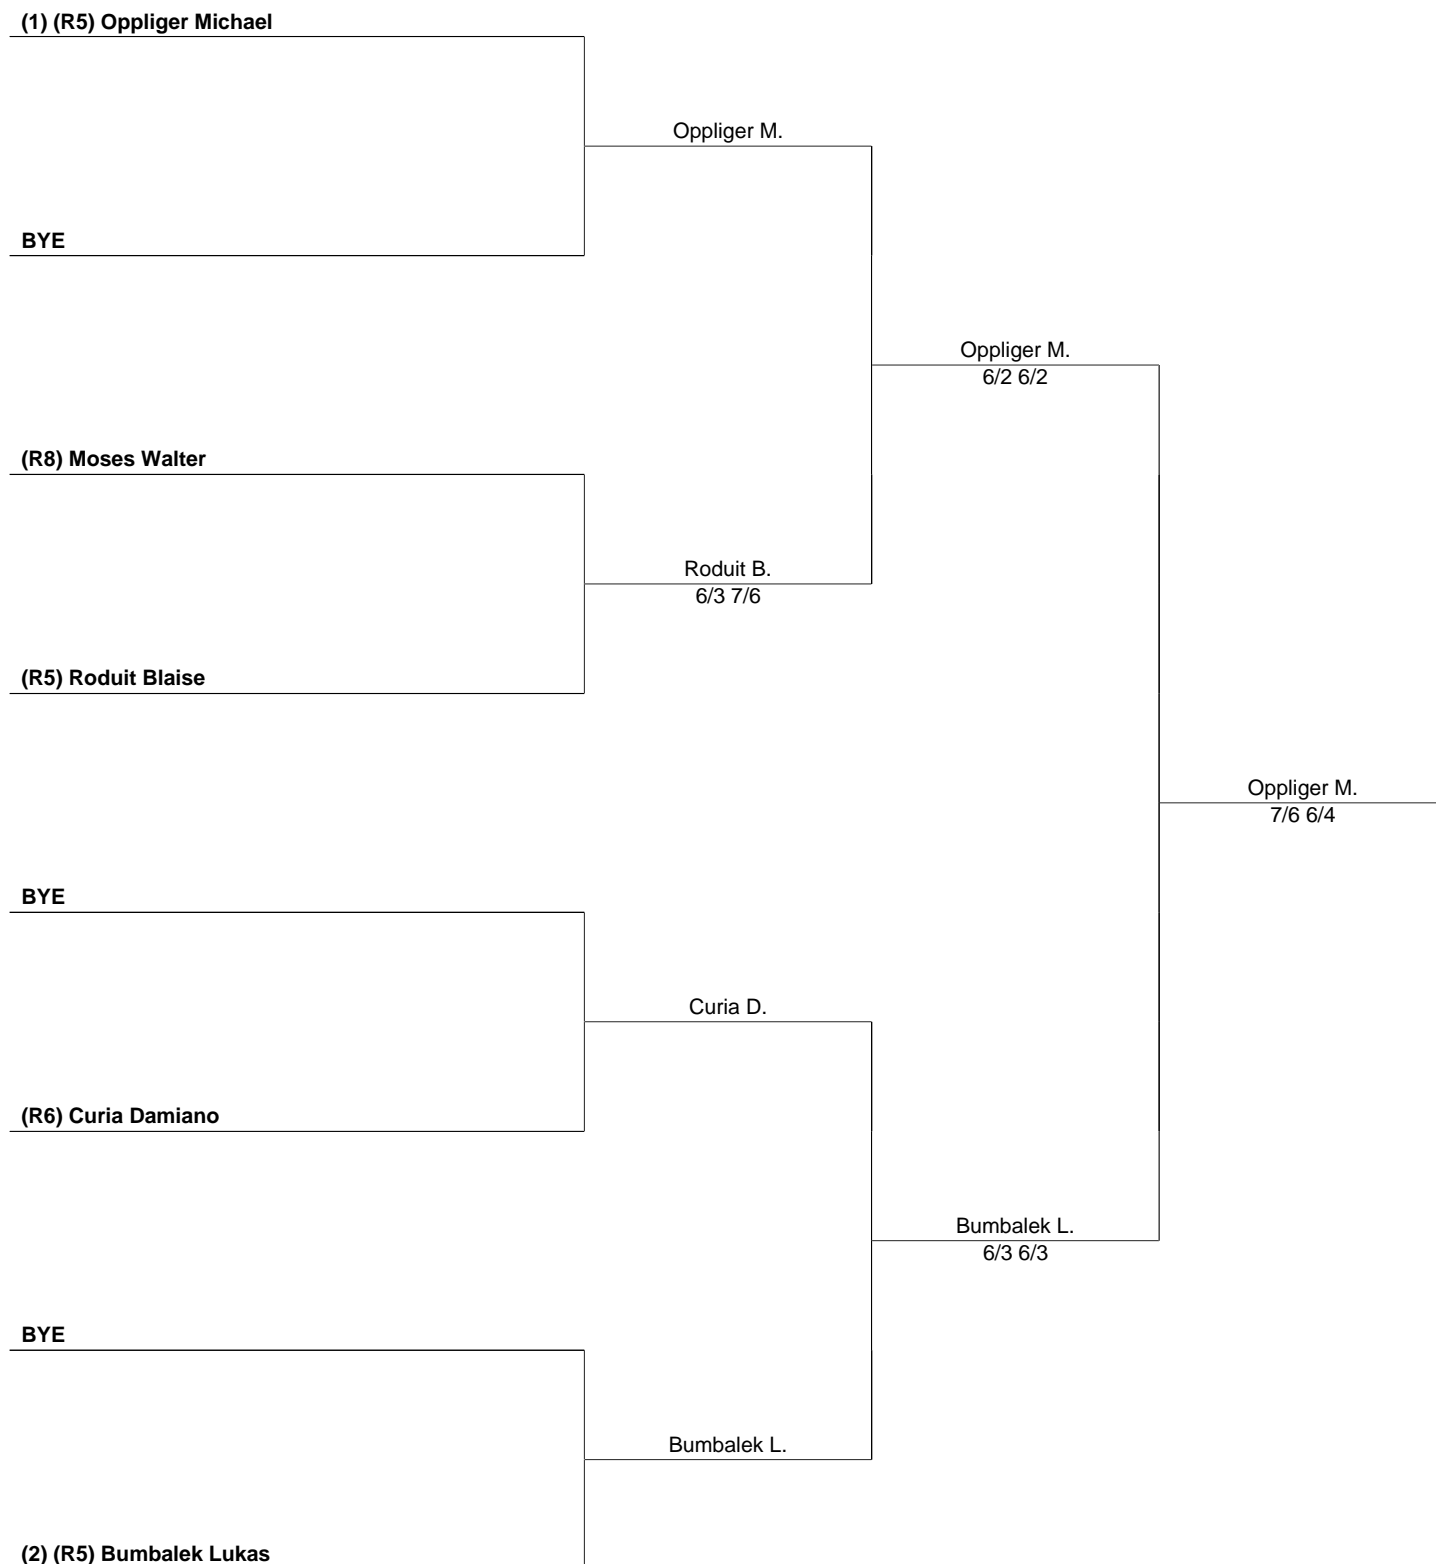 (1) (R5) Oppliger Michael
Oppliger M.
BYE
Oppliger M.
6/2 6/2
(R8) Moses Walter
Roduit B.
6/3 7/6
(R5) Roduit Blaise
Oppliger M.
7/6 6/4
BYE
Curia D.
(R6) Curia Damiano
Bumbalek L.
6/3 6/3
BYE
Bumbalek L.
(2) (R5) Bumbalek Lukas